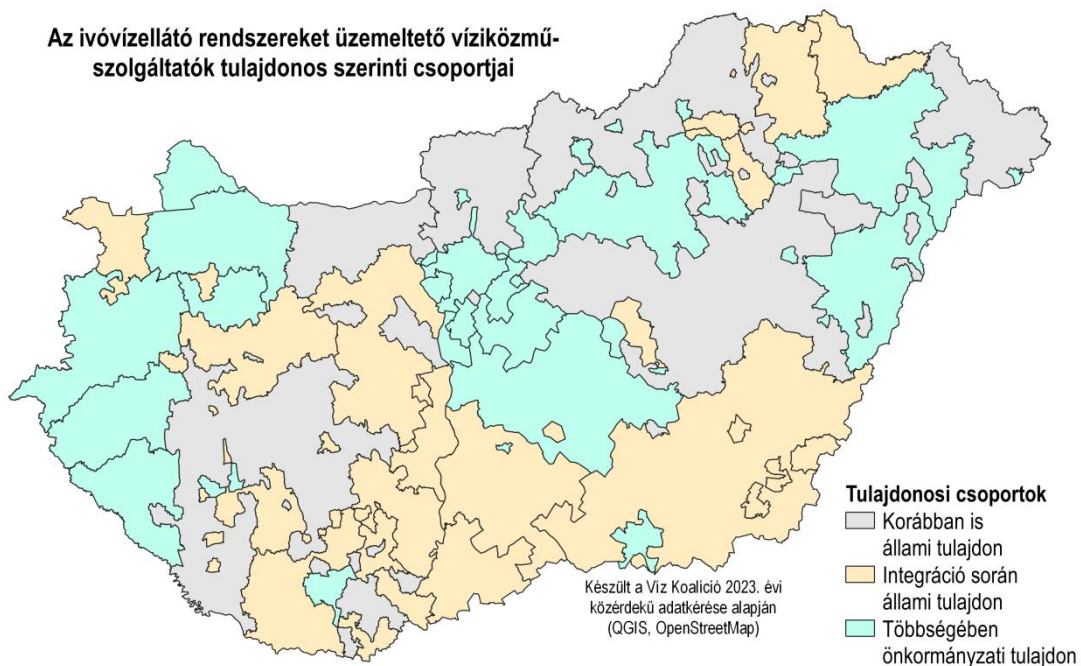 Az ivóvízellátó rendszereket üzemeltető víziközmű-
szolgáltatók tulajdonos szerinti csoportjai
Készült a Víz Koalíció 2023. évi
közérdekű adatkérése alapján
(QGIS, OpenStreetMap)
Tulajdonosi csoportok
Korábban is
állami tulajdon
Integráció során
állami tulajdon
Többségében
önkormányzati tulajdon